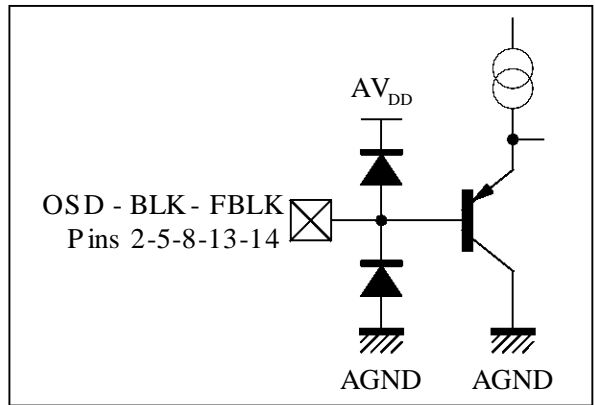 AVDD
OSD - BLK - FBLK
Pins 2-5-8-13-14
AGND
AGND